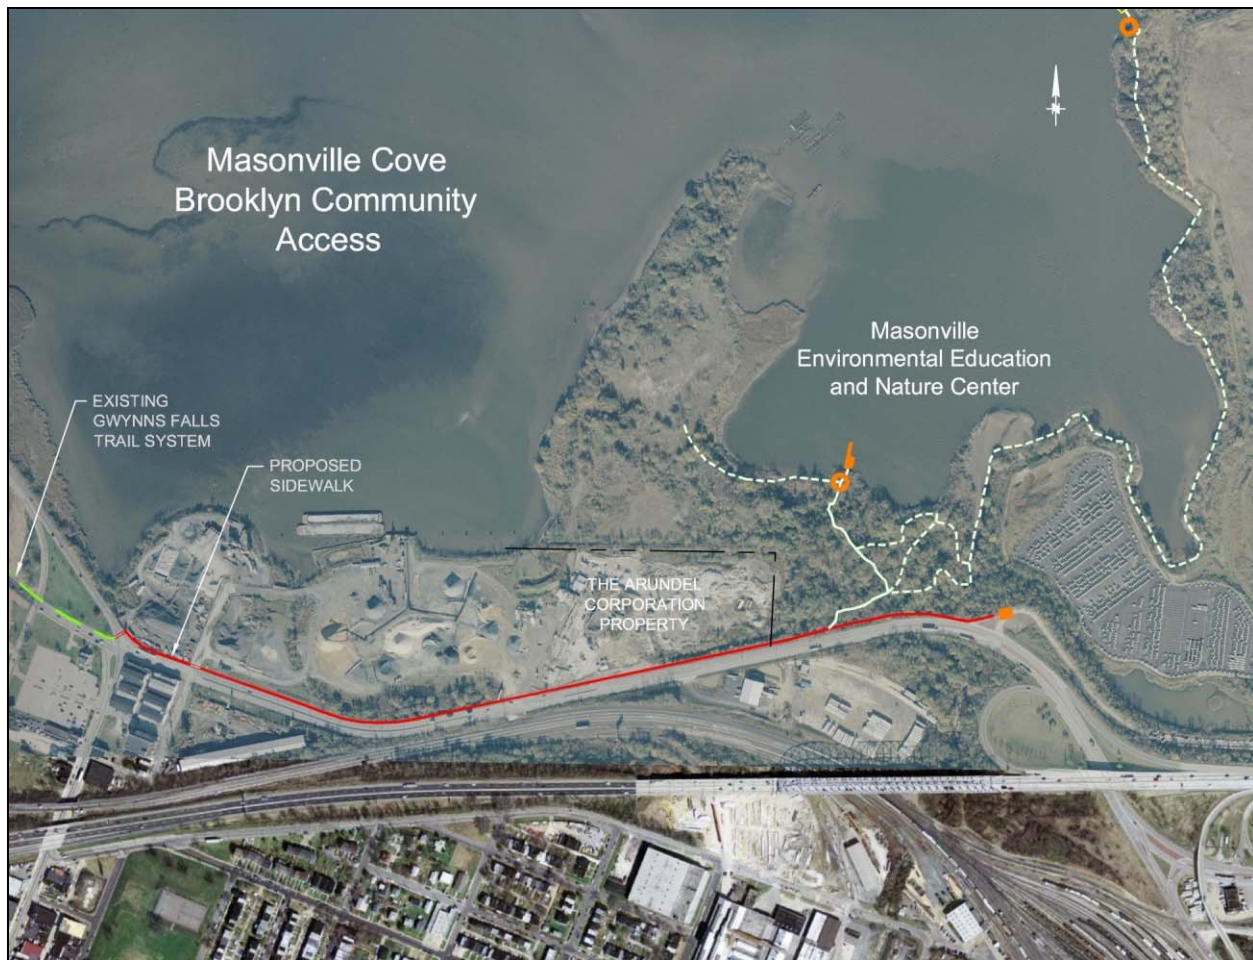 Masonville Cove
Brooklyn Community
Access
Masonville
Environmental Education
and Nature Center
EXISTING
GWYNNS FALLS
TRAIL SYSTEM
PROPOSED
SIDEWALK
THE ARUNDEL
CORPORATION
PROPERTY